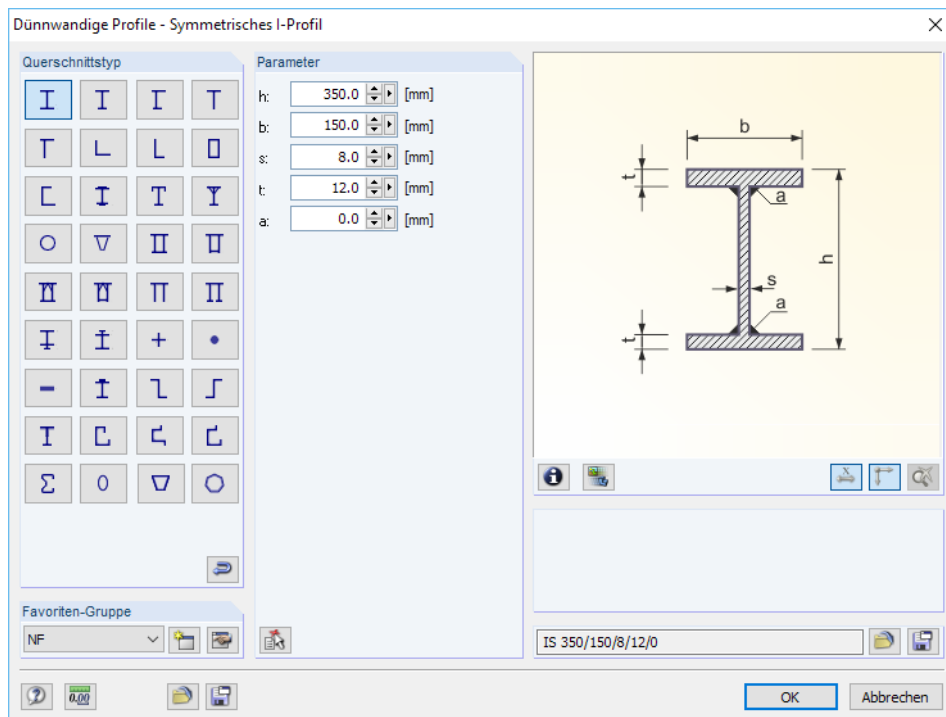 Dünnwandige Profile - Symmetrisches I-Profil
Querschnittstyp
Parameter
h: 350.0 [mm]
b: 150.0 [mm]
s: 8.0 [mm]
t: 12.0 [mm]
a: 0.0 [mm]
b
t
a
h
s
a
t
X
Favoriten-Gruppe
NF
IS 350/150/8/12/0
0.00
OK
Abbrechen